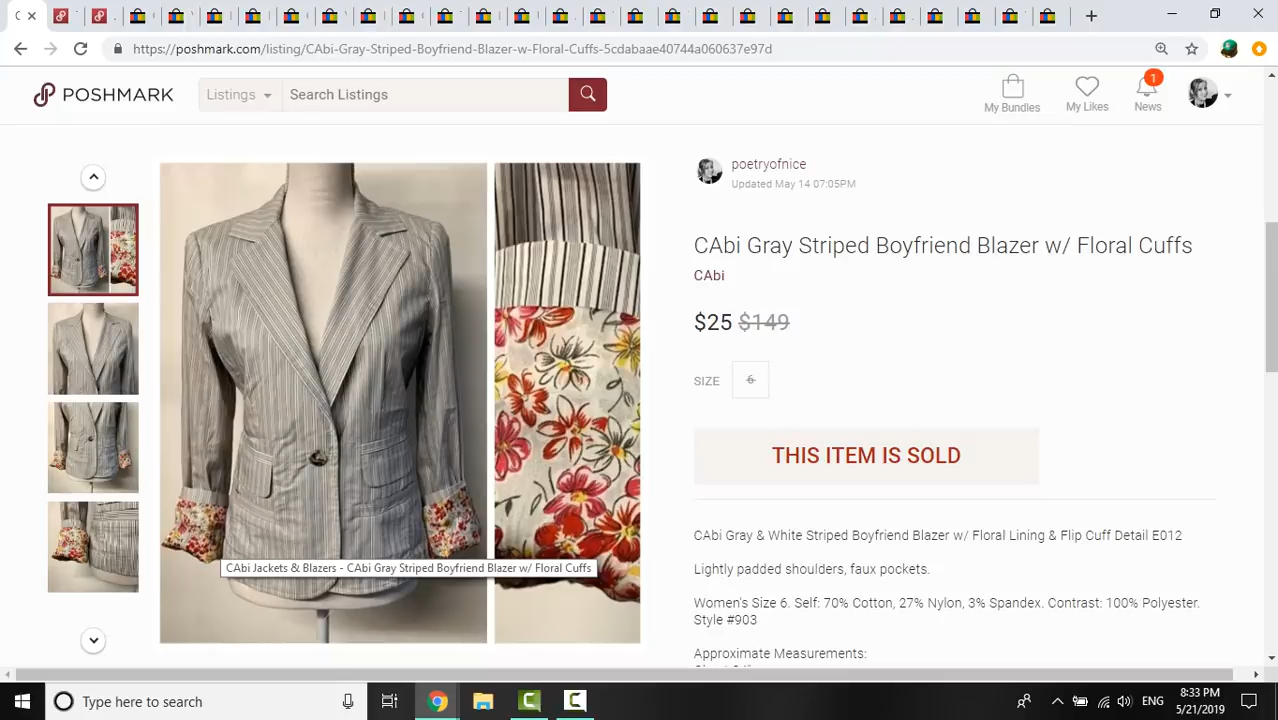 https://poshmark.com/listing/CAbi-Gray-Striped-Boyfriend-Blazer-w-Floral-Cuffs-5cdabaae40744a060637e97d
POSHMARK
Listings
Search Listings
My Bundles
My Likes
1
News
poetryofnice
Updated May 14 07:05PM
CAbi Gray Striped Boyfriend Blazer w/ Floral Cuffs
CAbi
$25 $149
SIZE
6
THIS ITEM IS SOLD
CAbi Gray & White Striped Boyfriend Blazer w/ Floral Lining & Flip Cuff Detail E012
Lightly padded shoulders, faux pockets.
Women's Size 6. Self: 70% Cotton, 27% Nylon, 3% Spandex. Contrast: 100% Polyester.
Style #903
Approximate Measurements:
CAbi Jackets & Blazers - CAbi Gray Striped Boyfriend Blazer w/ Floral Cuffs
Type here to search
ENG
8:33 PM
5/21/2019